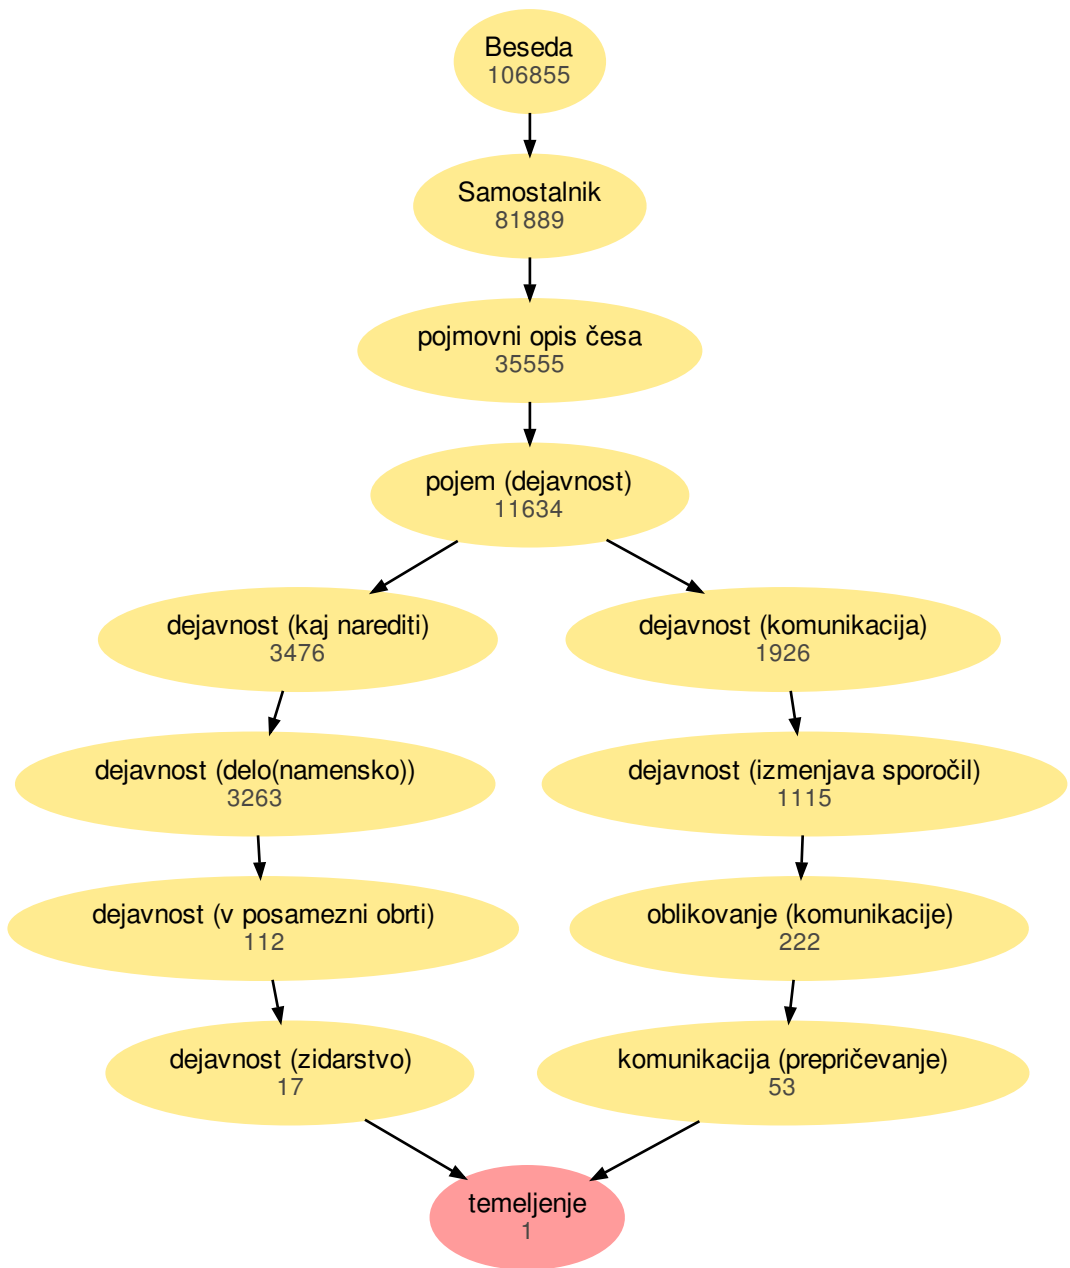 Beseda
106855
Samostalnik
81889
pojmovni opis česa
35555
pojem (dejavnost)
11634
dejavnost (kaj narediti)
3476
dejavnost (komunikacija)
1926
dejavnost (delo(namensko))
3263
dejavnost (izmenjava sporočil)
1115
dejavnost (v posamezni obrti)
112
oblikovanje (komunikacije)
222
dejavnost (zidarstvo)
17
komunikacija (prepričevanje)
53
temeljenje
1